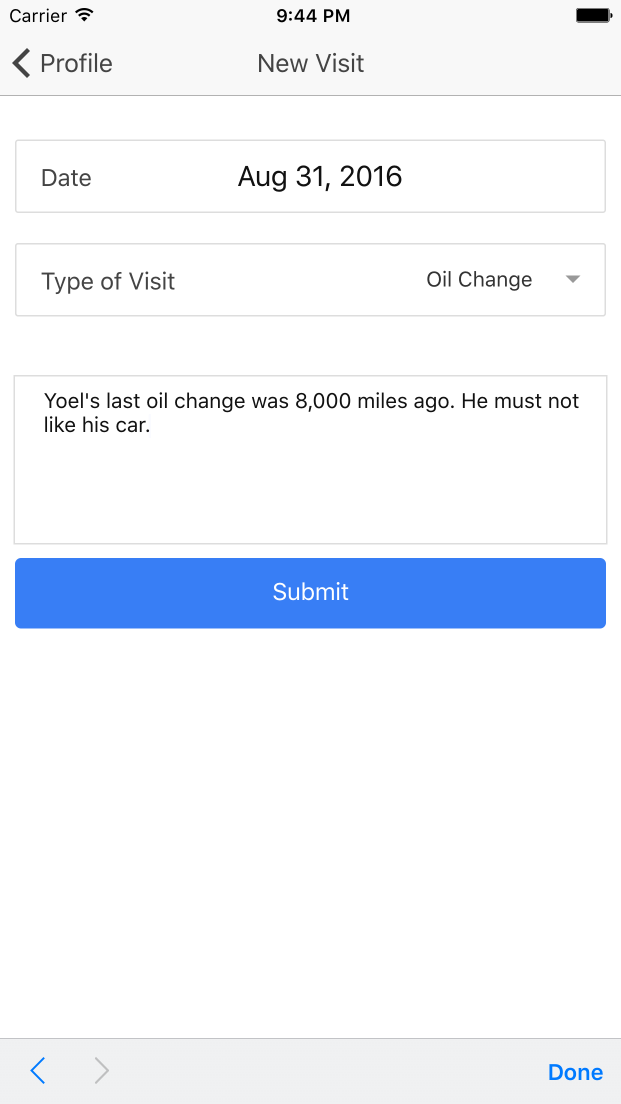 Carrier 9:44 PM
Profile New Visit
Date Aug 31, 2016
Type of Visit Oil Change
Yoel's last oil change was 8,000 miles ago. He must not
like his car.
Submit
Done